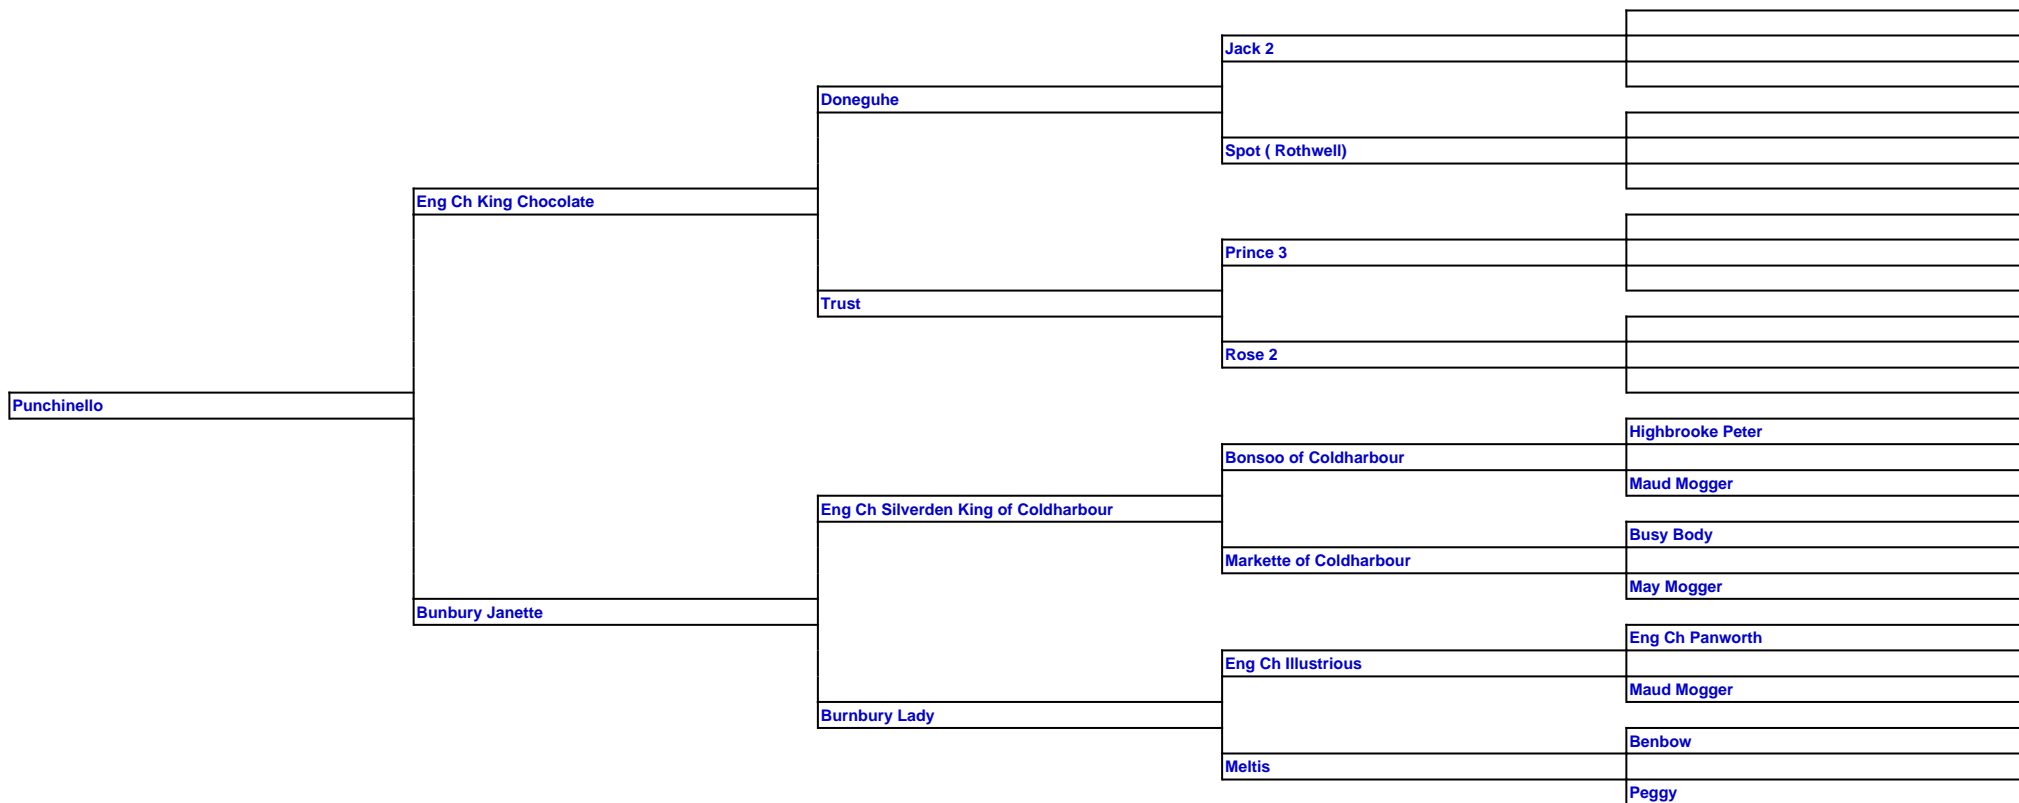 Jack 2
Doneguhe
Spot ( Rothwell)
Eng Ch King Chocolate
Prince 3
Trust
Rose 2
Punchinello
Highbrooke Peter
Bonsoo of Coldharbour
Maud Mogger
Eng Ch Silverden King of Coldharbour
Busy Body
Markette of Coldharbour
May Mogger
Bunbury Janette
Eng Ch Panworth
Eng Ch Illustrious
Maud Mogger
Burnbury Lady
Benbow
Meltis
Peggy